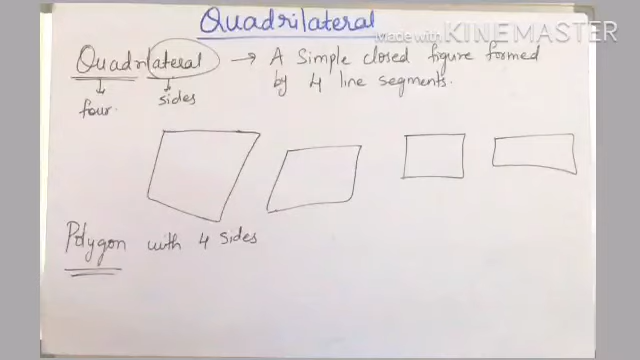 Quadrilateral
Made with KINEMASTER
Quadrilateral → A Simple closed figure formed
by 4 line segments.
four. sides
Polygon with 4 sides